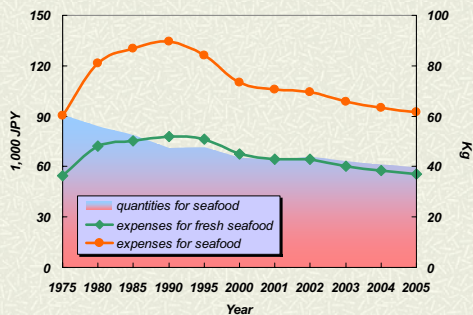 150
120
90
60
30
0
1,000 JPY
100
80
60
40
20
0
Kg
quantities for seafood
expenses for fresh seafood
expenses for seafood
1975 1980 1985 1990 1995 2000 2001 2002 2003 2004 2005
Year